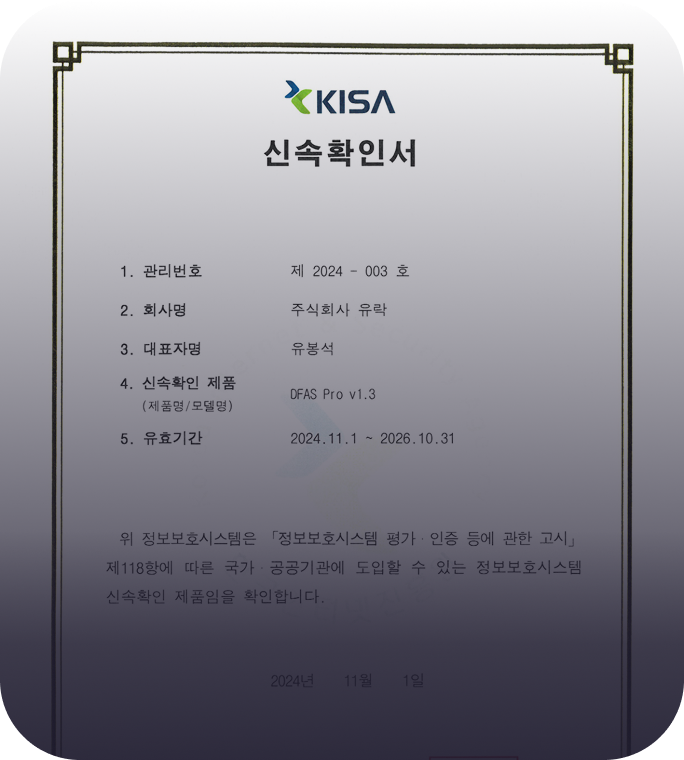 KISA
신속확인서
1. 관리번호 제 2024 - 003 호
2. 회사명 주식회사 유락
3. 대표자명 유봉석
4. 신속확인 제품
(제품명/모델명) DFAS Pro v1.3
5. 유효기간 2024.11.1 ~ 2026.10.31
위 정보보호시스템은 「정보보호시스템 평가·인증 등에 관한 고시」
제118항에 따른 국가·공공기관에 도입할 수 있는 정보보호시스템
신속확인 제품임을 확인합니다.
2024년 11월 1일